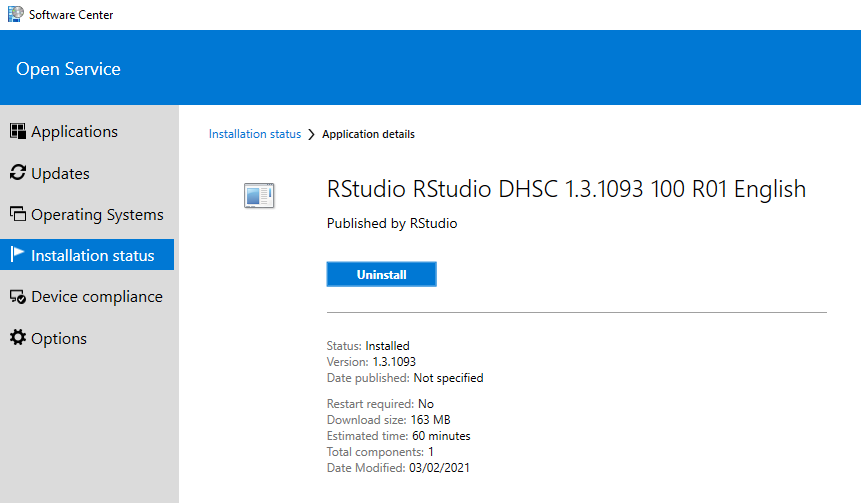 Software Center
Open Service
Applications
Updates
Operating Systems
Installation status
Device compliance
Options
Installation status > Application details
RStudio RStudio DHSC 1.3.1093 100 R01 English
Published by RStudio
Uninstall
Status: Installed
Version: 1.3.1093
Date published: Not specified
Restart required: No
Download size: 163 MB
Estimated time: 60 minutes
Total components: 1
Date Modified: 03/02/2021